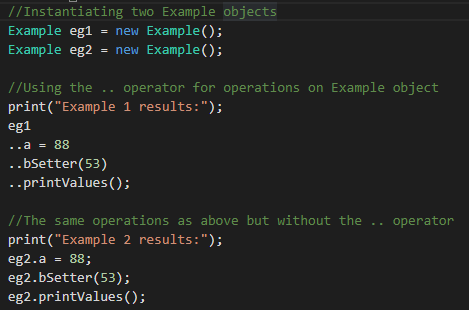 //Instantiating two Example objects
Example eg1 = new Example();
Example eg2 = new Example();
//Using the .. operator for operations on Example object
print("Example 1 results:");
eg1
..a = 88
..bSetter(53)
..printValues();
//The same operations as above but without the .. operator
print("Example 2 results:");
eg2.a = 88;
eg2.bSetter(53);
eg2.printValues();